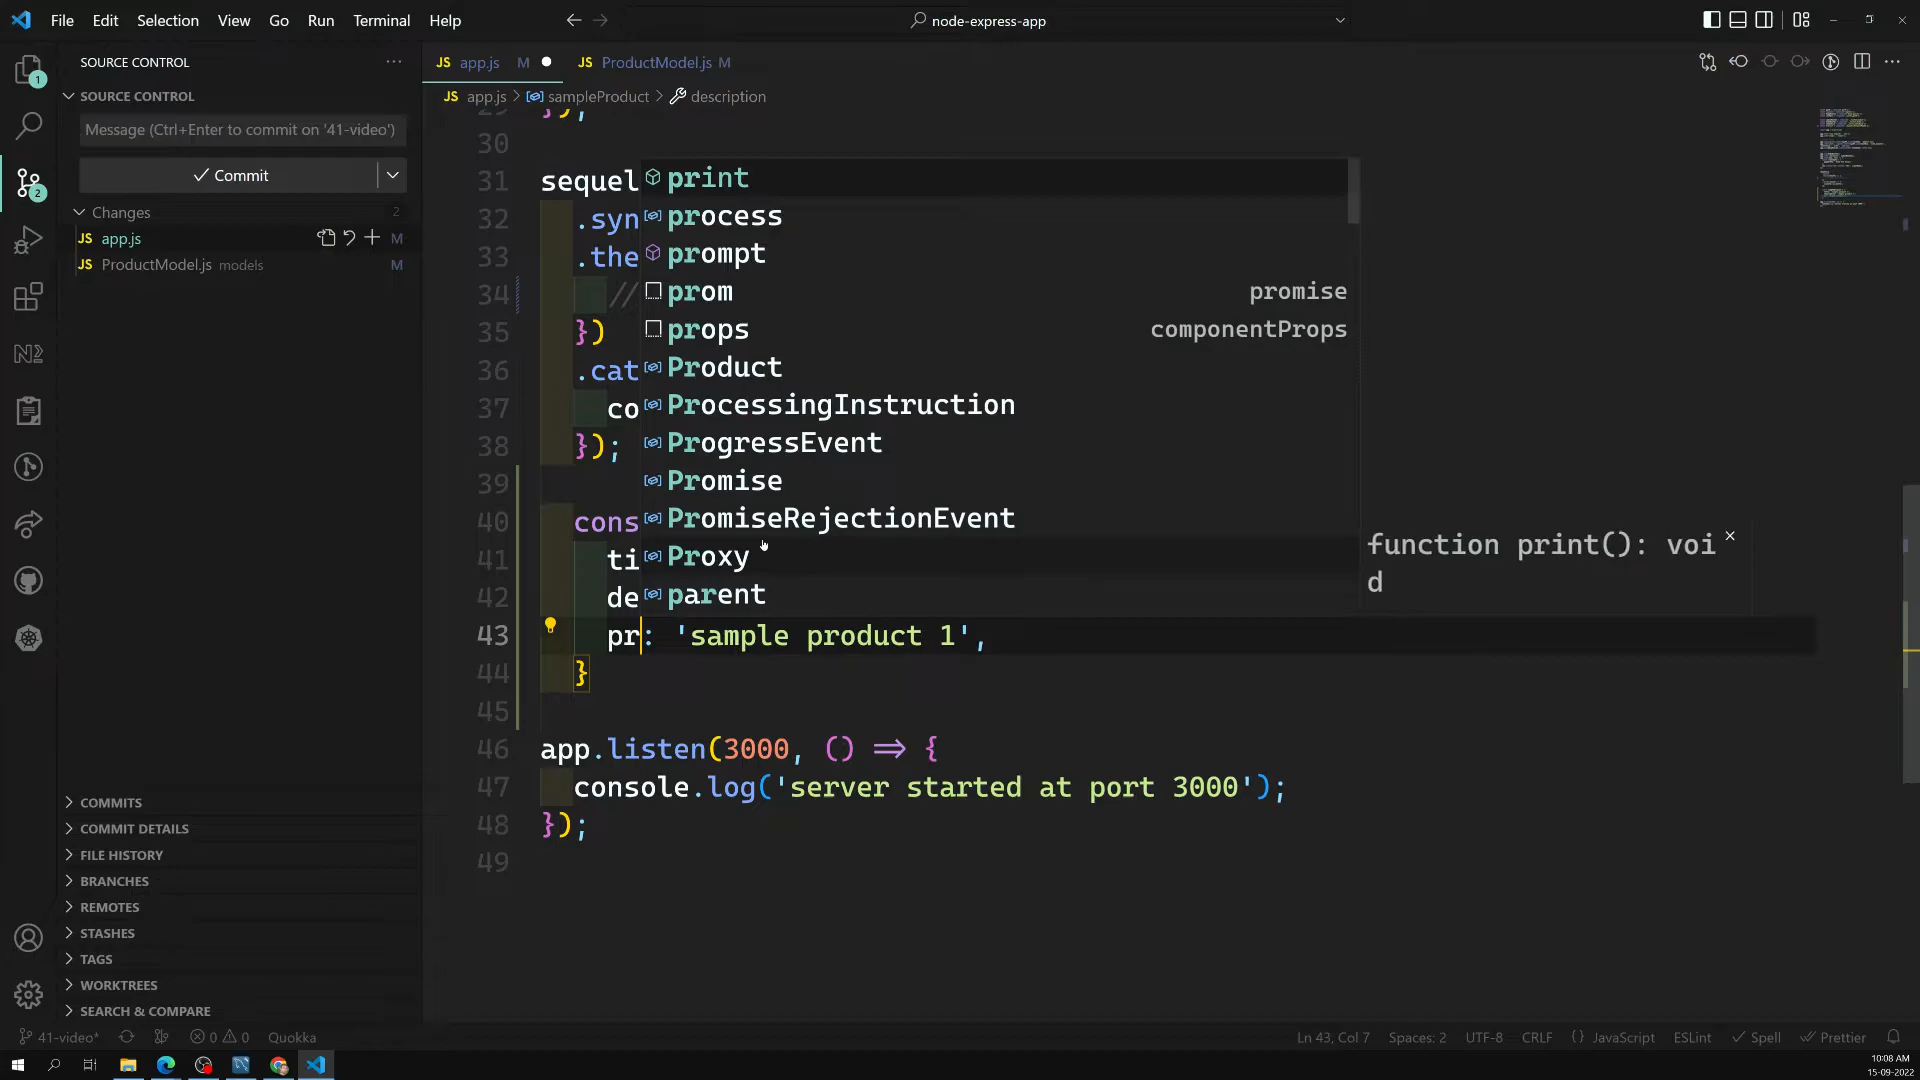 File Edit Selection View Go Run Terminal Help
node-express-app
SOURCE CONTROL
SOURCE CONTROL
Message (Ctrl+Enter to commit on '41-video')
Commit
Changes 2
JS app.js M
JS ProductModel.js models M
COMMITS
COMMIT DETAILS
FILE HISTORY
BRANCHES
REMOTES
STASHES
TAGS
WORKTREES
SEARCH & COMPARE
1
2
JS app.js M
JS ProductModel.js M
JS app.js > sampleProduct > description
29 });
30
31 sequel
32 .syn
33 .the
34 //
35 })
36 .cat
37 co
38 });
39
40 cons
41 ti
42 de
43 pr: 'sample product 1',
44 }
45
46 app.listen(3000, () => {
47 console.log('server started at port 3000');
48 });
49
print
process
prompt
prom promise
props componentProps
Product
ProcessingInstruction
ProgressEvent
Promise
PromiseRejectionEvent
Proxy
parent
function print(): voi
d
41-video* 0 0 Quokka
Ln 43, Col 7 Spaces: 2 UTF-8 CRLF {} JavaScript ESLint Spell Prettier
10:08 AM
15-09-2022